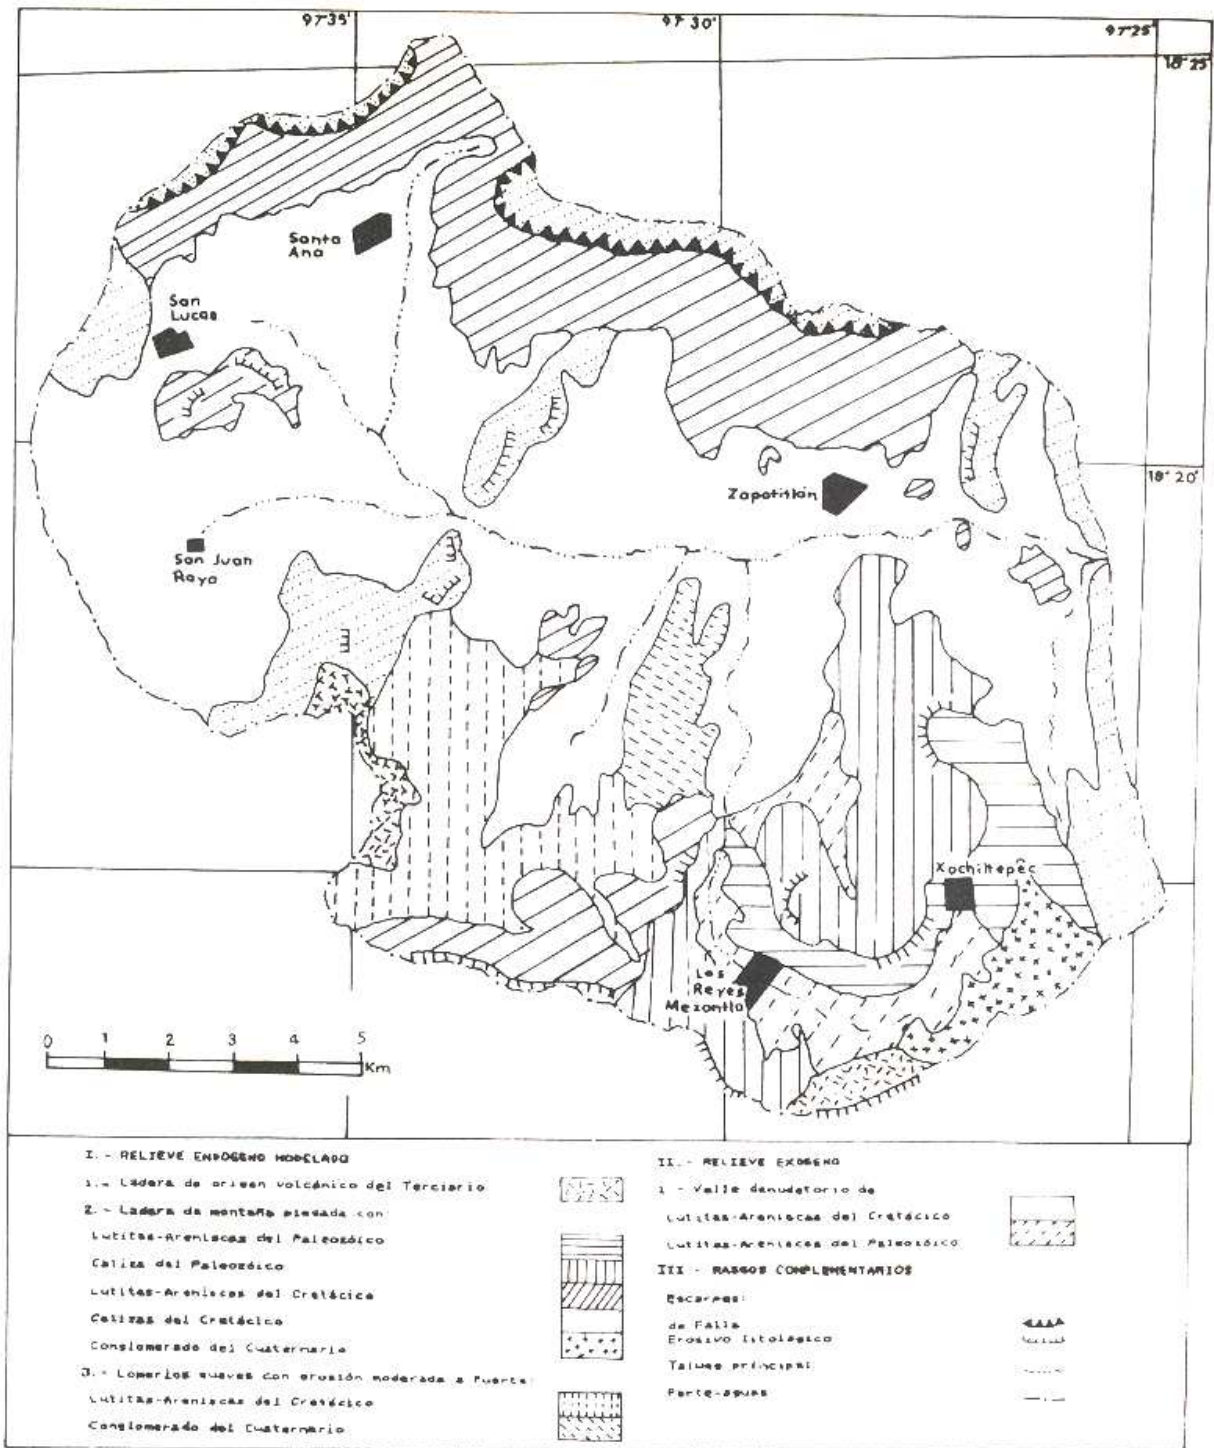 97°35'
97°30'
97°25'
18°25'
Santa
Ana
San
Lucas
Zapotitlán
18°20'
San Juan
Raya
Xochiltepéc
Los
Reyes
Mezontla
0 1 2 3 4 5
Km
I.- RELIEVE ENDOGENO MODELADO
1.- Ladera de origen volcánico del Terciario
2.- Ladera de montaña plegada con:
Lutitas-Areniscas del Paleozóico
Caliza del Paleozóico
Lutitas-Areniscas del Cretácico
Calizas del Cretácico
Conglomerado del Cuaternario
3.- Lomeríos suaves con erosión moderada a fuerte:
Lutitas-Areniscas del Cretácico
Conglomerado del Cuaternario
II.- RELIEVE EXOGENO
1.- Valle denudatorio de
Lutitas-Areniscas del Cretácico
Lutitas-Areniscas del Paleozóico
III - RASGOS COMPLEMENTARIOS
Escarpes:
de Falla
Erosivo litológico
Talweg principal
Parte-aguas